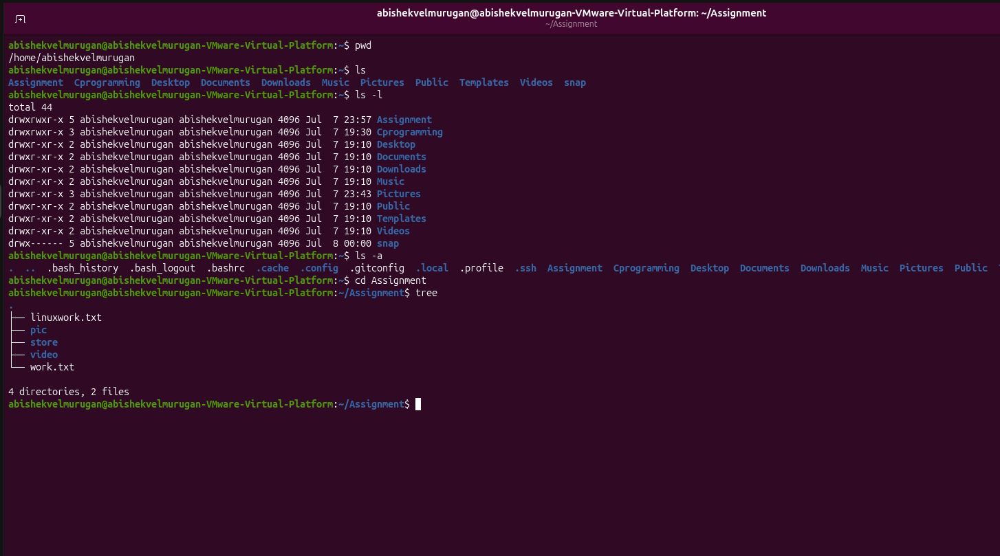 abishekvelmurugan@abishekvelmurugan-VMware-Virtual-Platform: ~/Assignment
~/Assignment
abishekvelmurugan@abishekvelmurugan-VMware-Virtual-Platform:~$ pwd
/home/abishekvelmurugan
abishekvelmurugan@abishekvelmurugan-VMware-Virtual-Platform:~$ ls
Assignment  Cprogramming  Desktop  Documents  Downloads  Music  Pictures  Public  Templates  Videos  snap
abishekvelmurugan@abishekvelmurugan-VMware-Virtual-Platform:~$ ls -l
total 44
drwxrwxr-x 5 abishekvelmurugan abishekvelmurugan 4096 Jul  7 23:57 Assignment
drwxrwxr-x 3 abishekvelmurugan abishekvelmurugan 4096 Jul  7 19:30 Cprogramming
drwxr-xr-x 2 abishekvelmurugan abishekvelmurugan 4096 Jul  7 19:10 Desktop
drwxr-xr-x 2 abishekvelmurugan abishekvelmurugan 4096 Jul  7 19:10 Documents
drwxr-xr-x 2 abishekvelmurugan abishekvelmurugan 4096 Jul  7 19:10 Downloads
drwxr-xr-x 2 abishekvelmurugan abishekvelmurugan 4096 Jul  7 19:10 Music
drwxr-xr-x 3 abishekvelmurugan abishekvelmurugan 4096 Jul  7 23:43 Pictures
drwxr-xr-x 2 abishekvelmurugan abishekvelmurugan 4096 Jul  7 19:10 Public
drwxr-xr-x 2 abishekvelmurugan abishekvelmurugan 4096 Jul  7 19:10 Templates
drwxr-xr-x 2 abishekvelmurugan abishekvelmurugan 4096 Jul  7 19:10 Videos
drwx------ 5 abishekvelmurugan abishekvelmurugan 4096 Jul  8 00:00 snap
abishekvelmurugan@abishekvelmurugan-VMware-Virtual-Platform:~$ ls -a
.  ..  .bash_history  .bash_logout  .bashrc  .cache  .config  .gitconfig  .local  .profile  .ssh  Assignment  Cprogramming  Desktop  Documents  Downloads  Music  Pictures  Public
abishekvelmurugan@abishekvelmurugan-VMware-Virtual-Platform:~$ cd Assignment
abishekvelmurugan@abishekvelmurugan-VMware-Virtual-Platform:~/Assignment$ tree
.
├── linuxwork.txt
├── pic
├── store
├── video
└── work.txt
4 directories, 2 files
abishekvelmurugan@abishekvelmurugan-VMware-Virtual-Platform:~/Assignment$